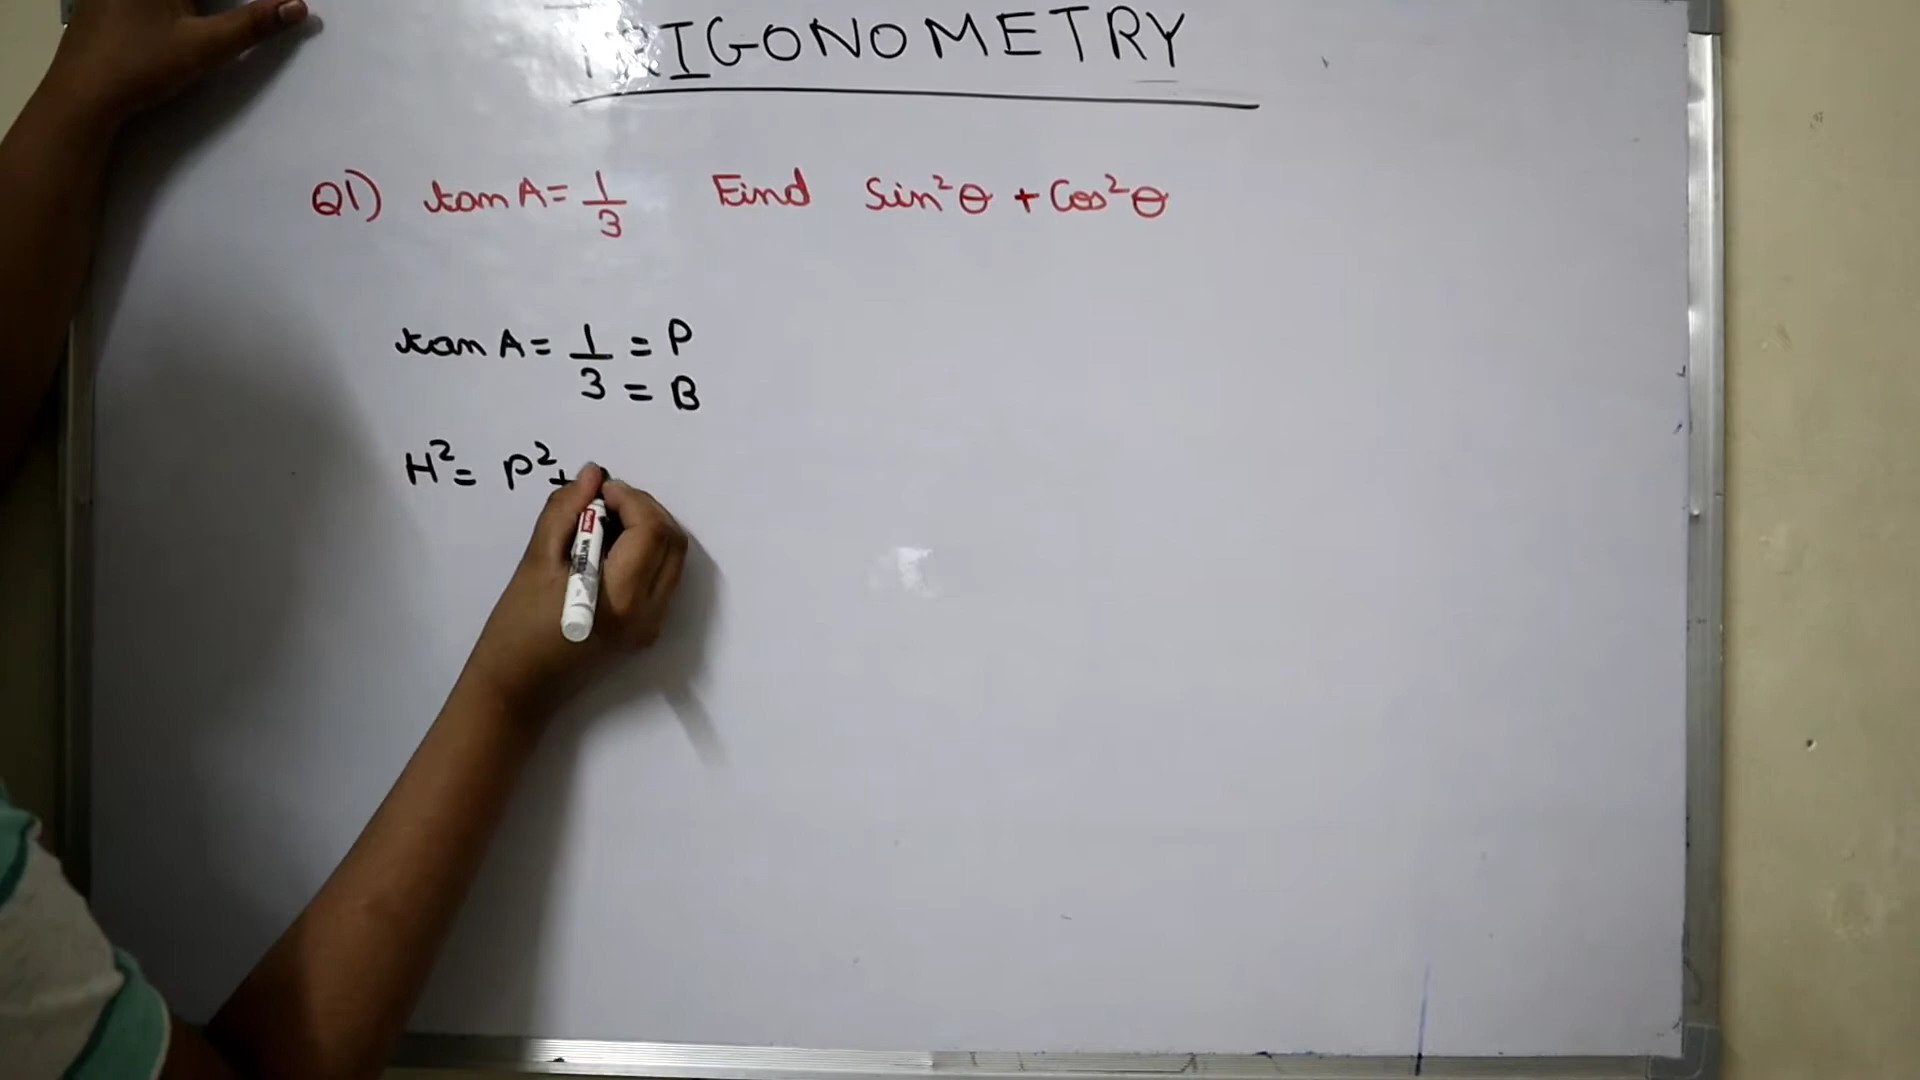 TRIGONOMETRY
Q1) tan A = 1/3 Find Sin²θ + Cos²θ
tan A = 1/3 = P
= B
H² = P² +